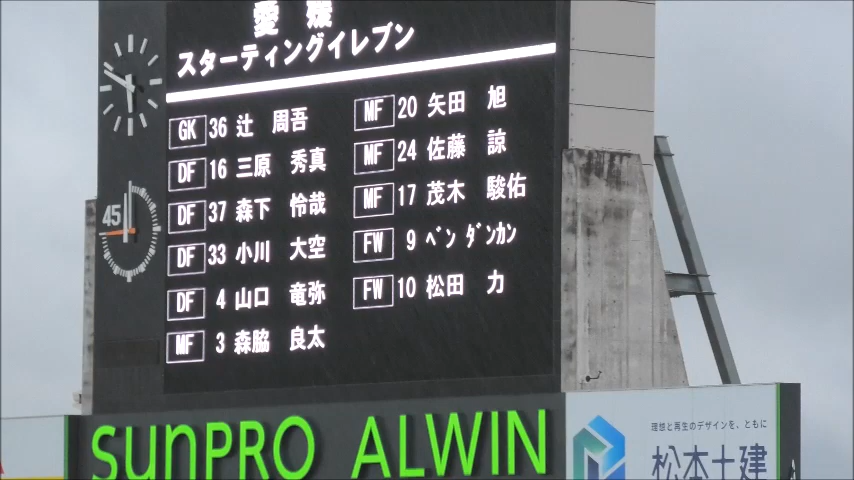 愛媛
スターティングイレブン
GK 36 辻 周吾
DF 16 三原 秀真
DF 37 森下 怜哉
DF 33 小川 大空
DF 4 山口 竜弥
MF 3 森脇 良太
MF 20 矢田 旭
MF 24 佐藤 諒
MF 17 茂木 駿佑
FW 9 ベン ダンカン
FW 10 松田 力
45
SUNPRO ALWIN
理想と再生のデザインを、ともに
松本土建